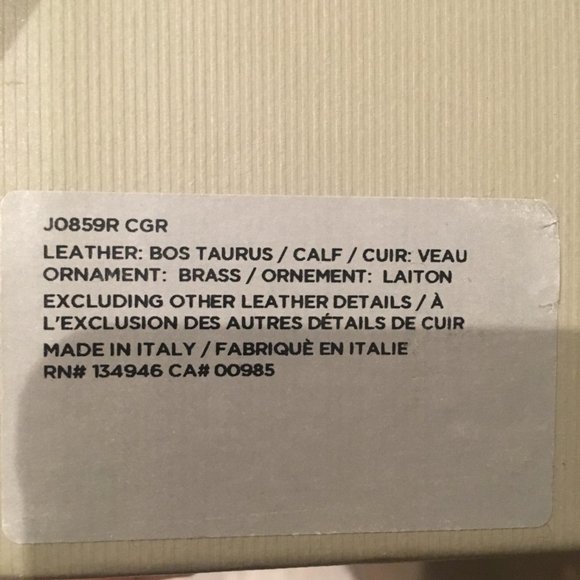 J0859R CGR
LEATHER: BOS TAURUS / CALF / CUIR: VEAU
ORNAMENT: BRASS / ORNEMENT: LAITON
EXCLUDING OTHER LEATHER DETAILS / À
L'EXCLUSION DES AUTRES DÉTAILS DE CUIR
MADE IN ITALY / FABRIQUÈ EN ITALIE
RN# 134946 CA# 00985